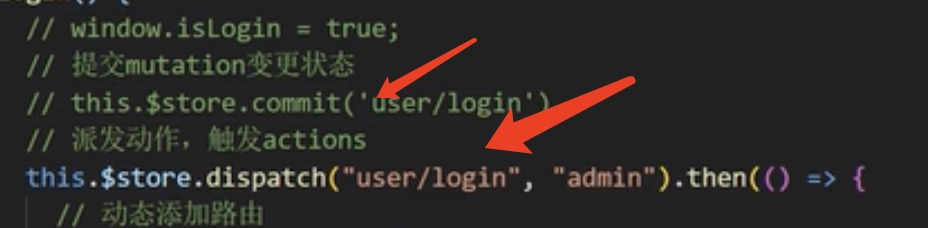 // window.isLogin = true;
// 提交mutation变更状态
// this.$store.commit('user/login')
// 派发动作，触发actions
this.$store.dispatch("user/login", "admin").then(() => {
// 动态添加路由